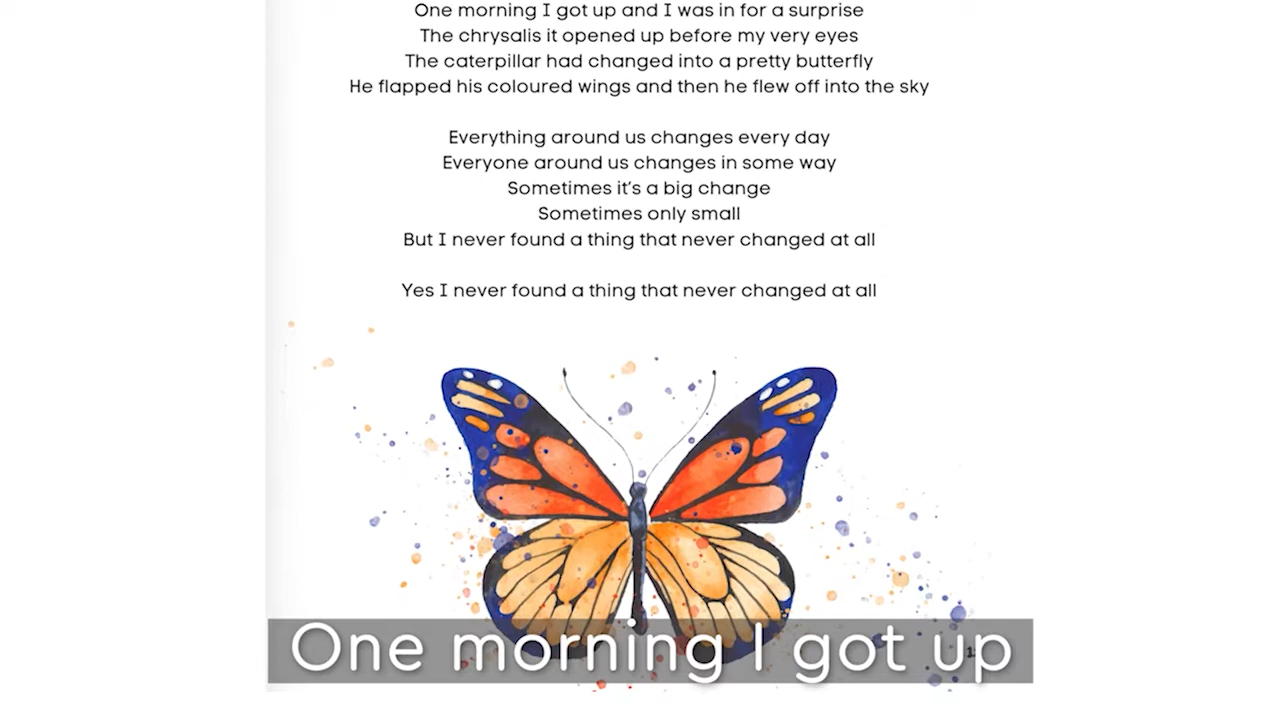 One morning I got up and I was in for a surprise
The chrysalis it opened up before my very eyes
The caterpillar had changed into a pretty butterfly
He flapped his coloured wings and then he flew off into the sky
Everything around us changes every day
Everyone around us changes in some way
Sometimes it's a big change
Sometimes only small
But I never found a thing that never changed at all
Yes I never found a thing that never changed at all
One morning I got up